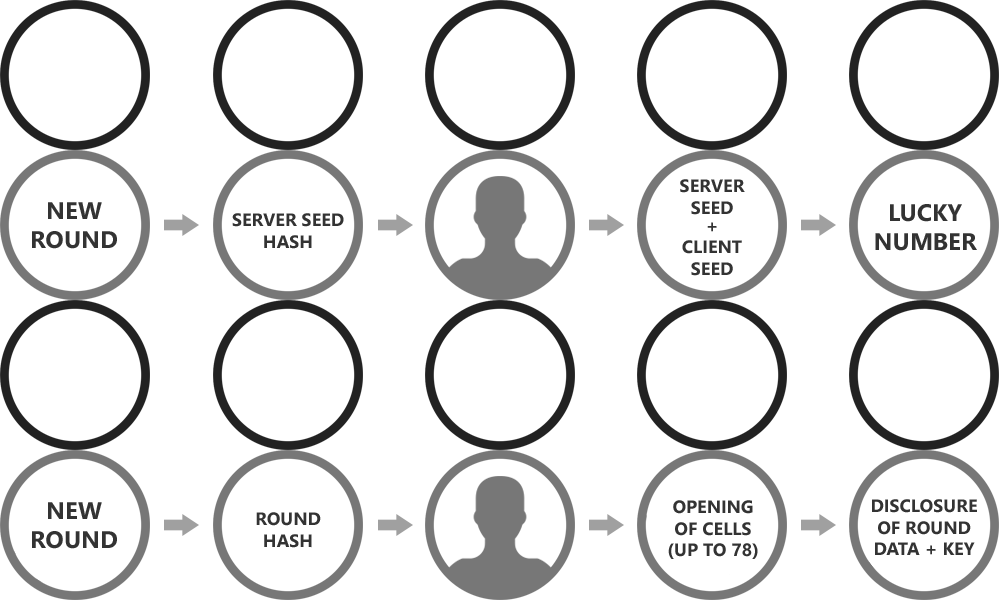 NEW
ROUND
SERVER SEED
HASH
SERVER
SEED
+
CLIENT
SEED
LUCKY
NUMBER
NEW
ROUND
ROUND
HASH
OPENING
OF CELLS
(UP TO 78)
DISCLOSURE
OF ROUND
DATA + KEY